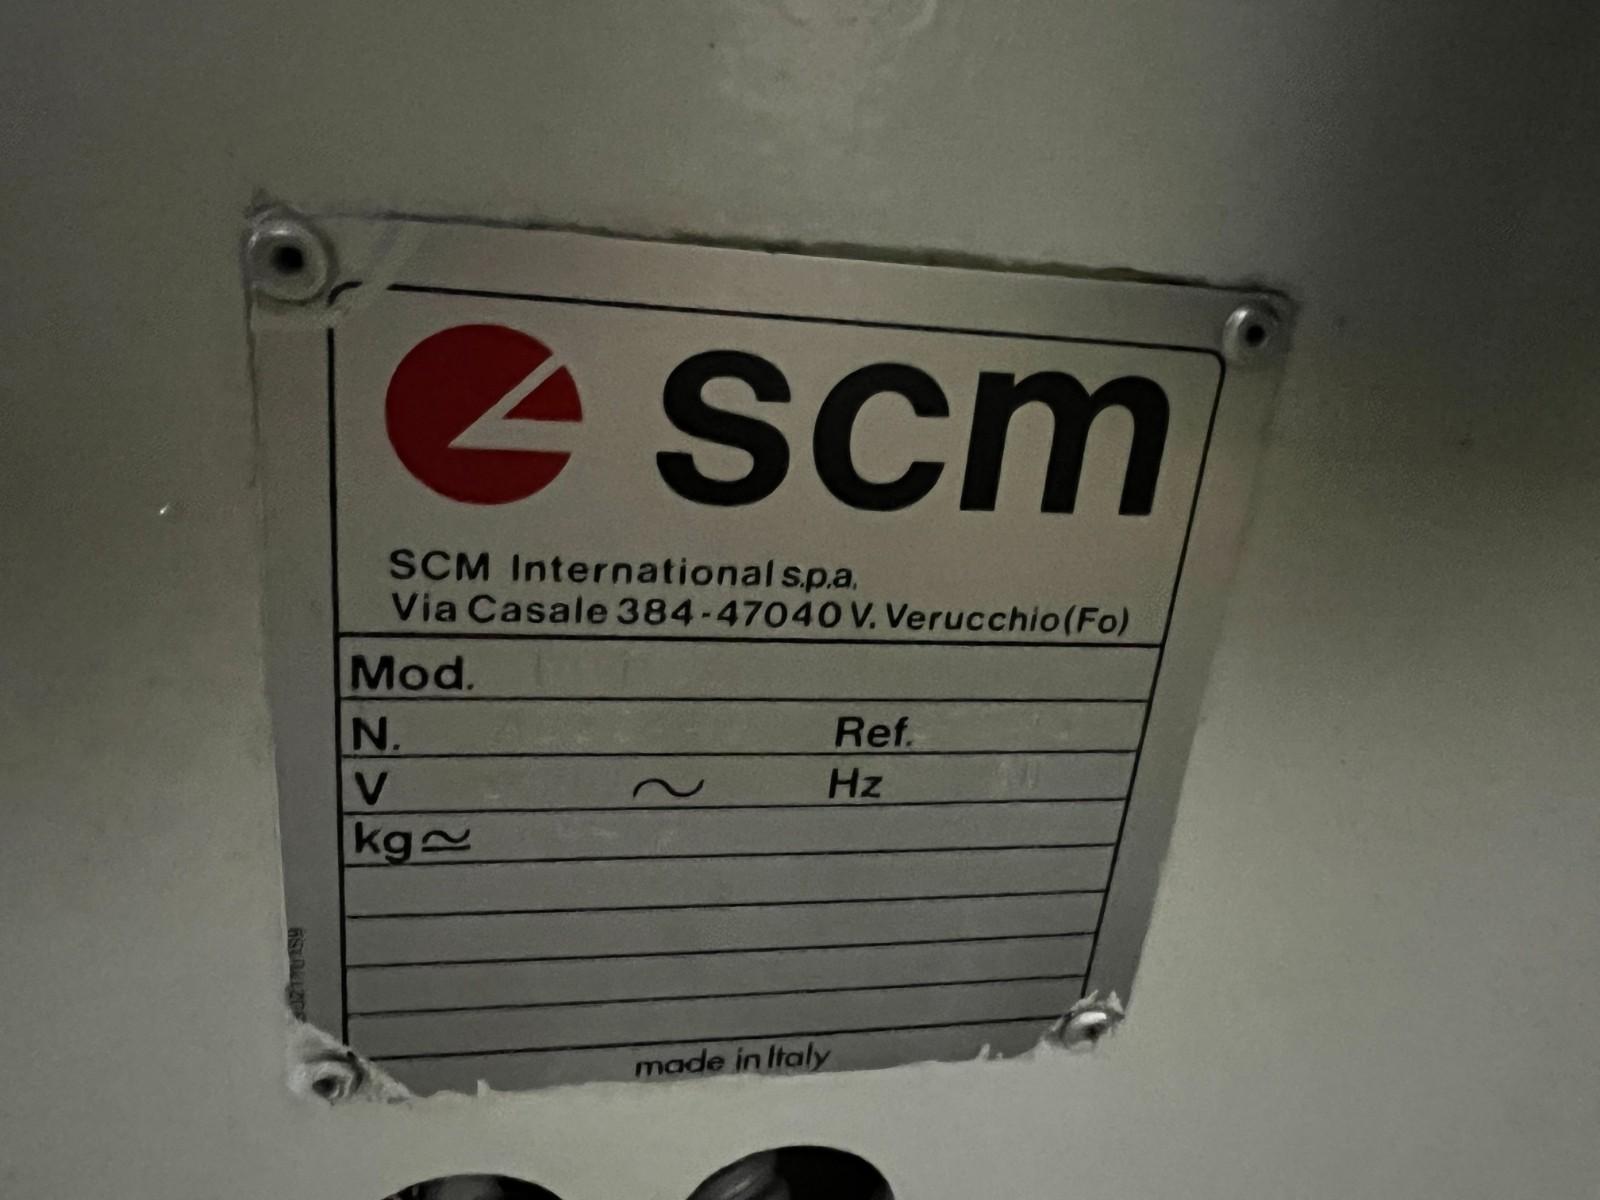 scm
SCM International s.p.a.
Via Casale 384-47040 V. Verucchio (Fo)
Mod.
N. Ref.
V ~ Hz
kg≃
made in Italy